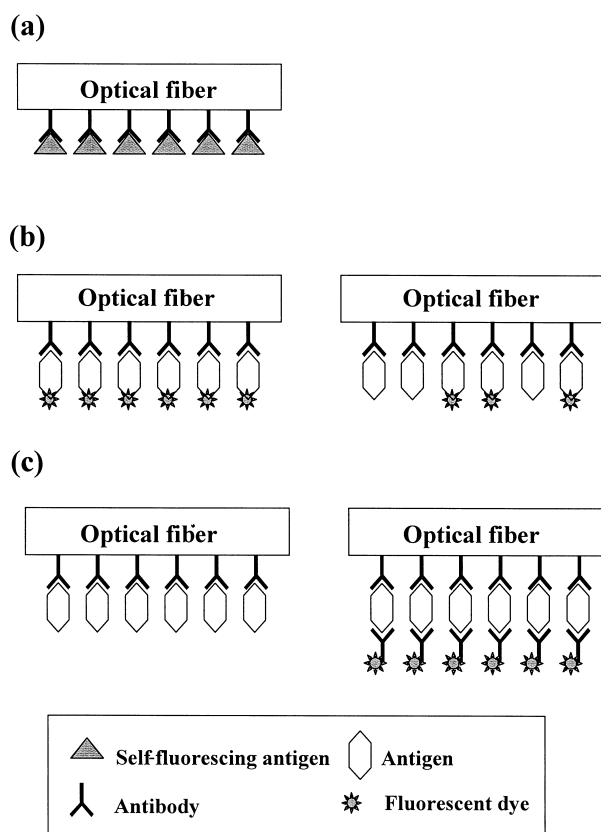 (a)
Optical fiber
(b)
Optical fiber
Optical fiber
(c)
Optical fiber
Optical fiber
Self-fluorescing antigen
Antigen
Antibody
Fluorescent dye